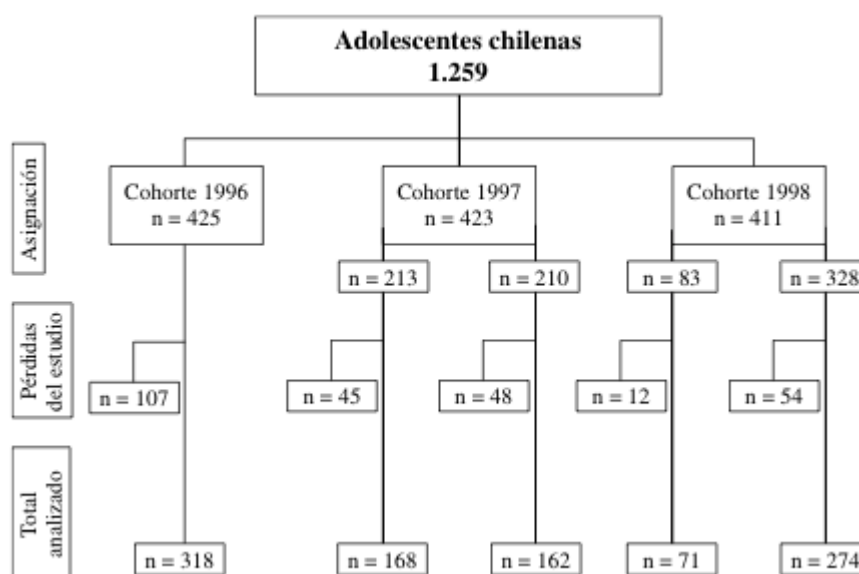 Adolescentes chilenas
1.259
Asignación
Cohorte 1996
n = 425
Cohorte 1997
n = 423
Cohorte 1998
n = 411
n = 213
n = 210
n = 83
n = 328
Pérdidas
del estudio
n = 107
n = 45
n = 48
n = 12
n = 54
Total
analizado
n = 318
n = 168
n = 162
n = 71
n = 274